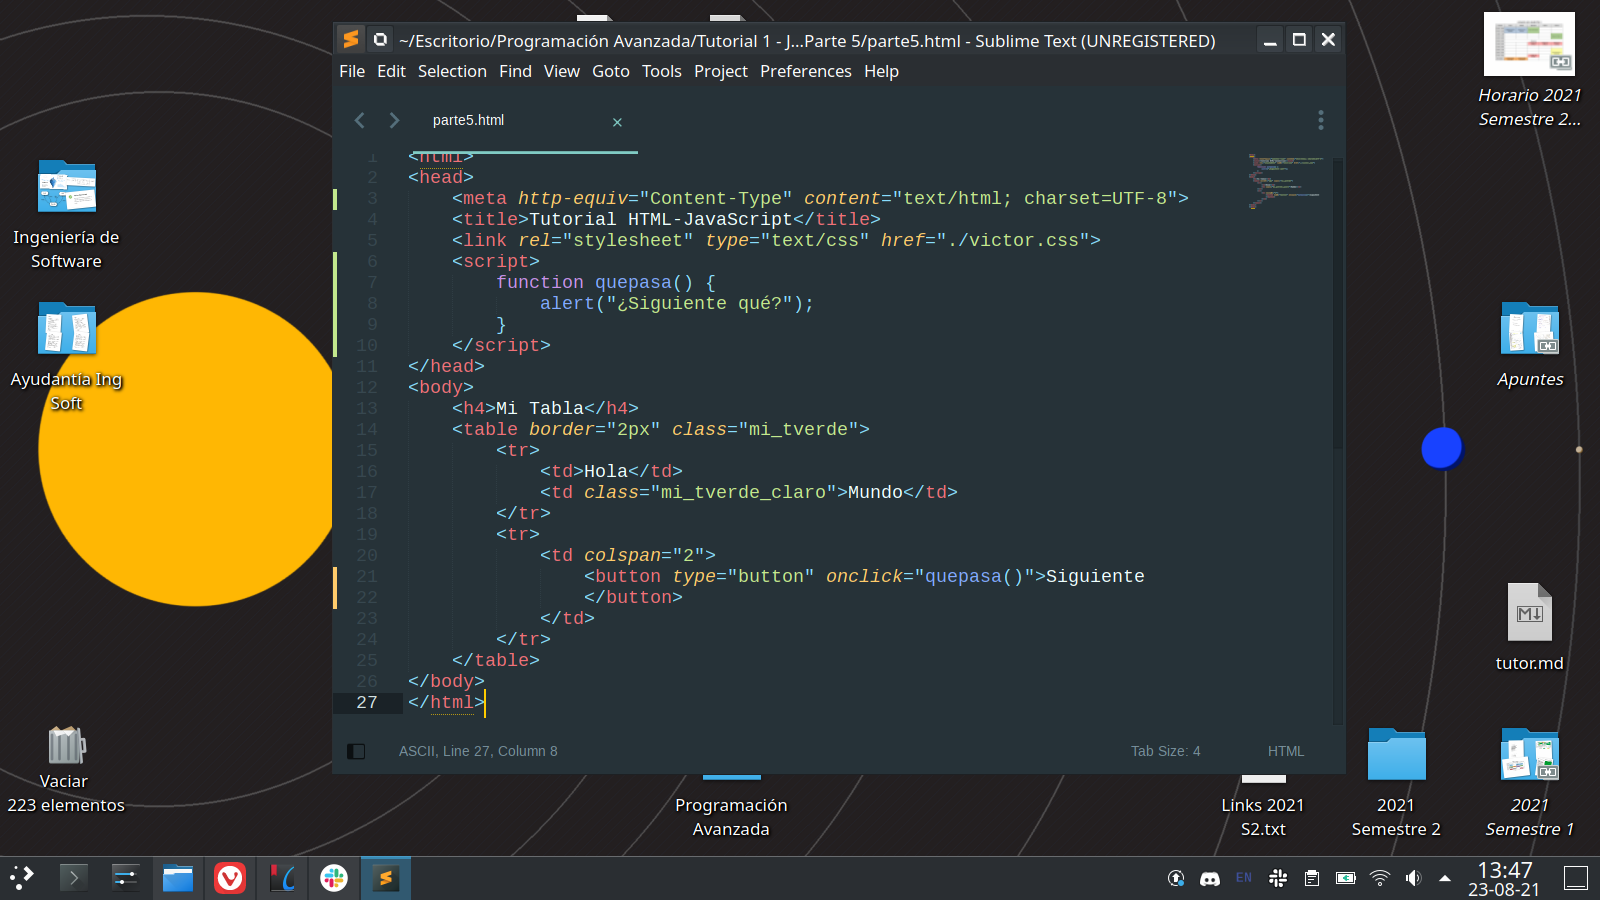 ~/Escritorio/Programación Avanzada/Tutorial 1 - J...Parte 5/parte5.html - Sublime Text (UNREGISTERED)
File Edit Selection Find View Goto Tools Project Preferences Help
parte5.html
1 <html>
2 <head>
3 <meta http-equiv="Content-Type" content="text/html; charset=UTF-8">
4 <title>Tutorial HTML-JavaScript</title>
5 <link rel="stylesheet" type="text/css" href="./victor.css">
6 <script>
7 function quepasa() {
8 alert("¿Siguiente qué?");
9 }
10 </script>
11 </head>
12 <body>
13 <h4>Mi Tabla</h4>
14 <table border="2px" class="mi_tverde">
15 <tr>
16 <td>Hola</td>
17 <td class="mi_tverde_claro">Mundo</td>
18 </tr>
19 <tr>
20 <td colspan="2">
21 <button type="button" onclick="quepasa()">Siguiente
22 </button>
23 </td>
24 </tr>
25 </table>
26 </body>
27 </html>
ASCII, Line 27, Column 8
Tab Size: 4
HTML
Ingeniería de
Software
Ayudantía Ing
Soft
Vaciar
223 elementos
Programación
Avanzada
Horario 2021
Semestre 2...
Apuntes
M
tutor.md
Links 2021
S2.txt
2021
Semestre 2
2021
Semestre 1
EN
13:47
23-08-21